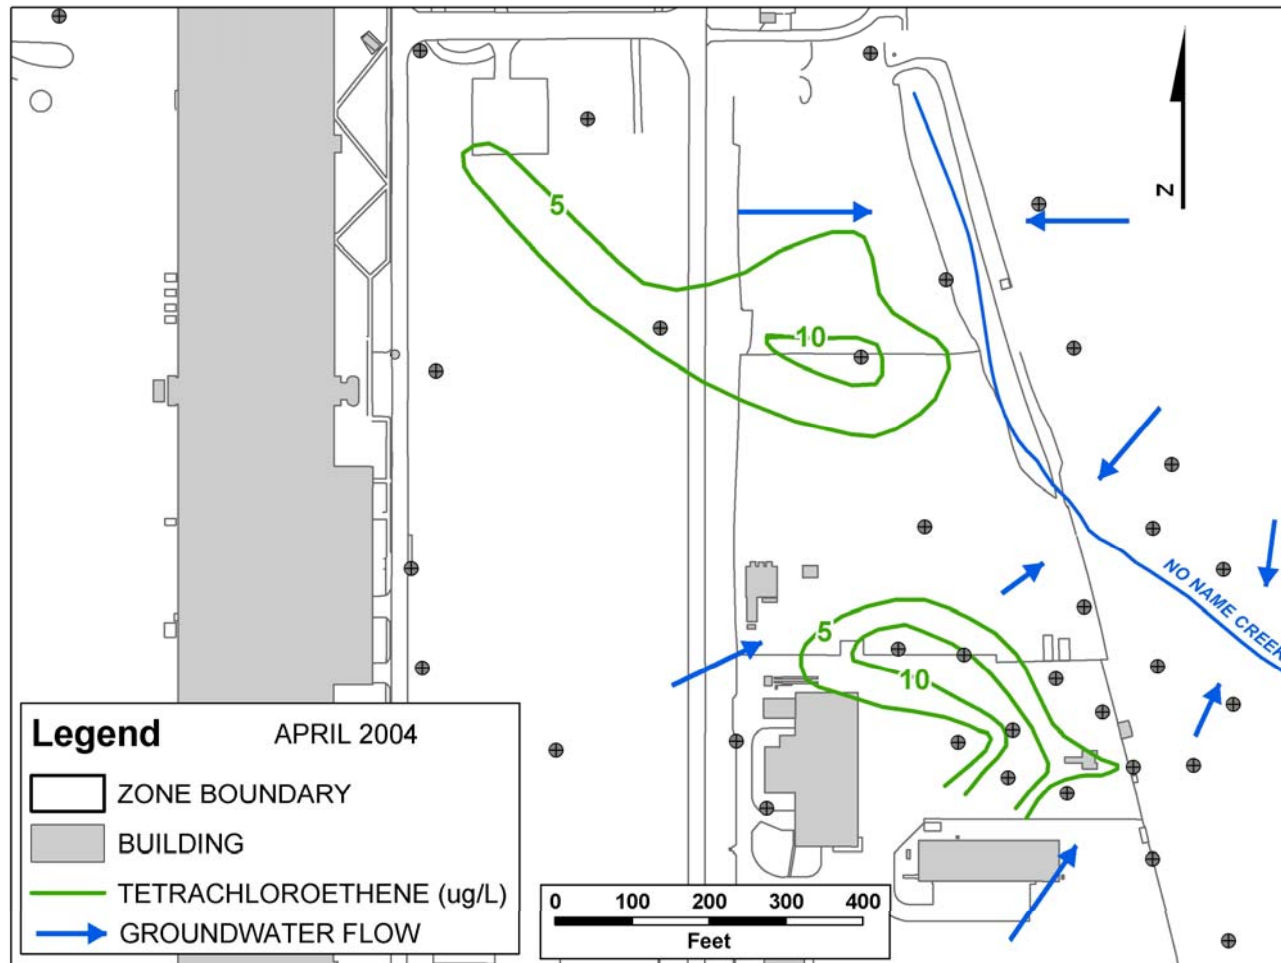 5
10
Z
NO NAME CREEK
5
10
Legend APRIL 2004
ZONE BOUNDARY
BUILDING
TETRACHLOROETHENE (ug/L)
GROUNDWATER FLOW
0 100 200 300 400
Feet